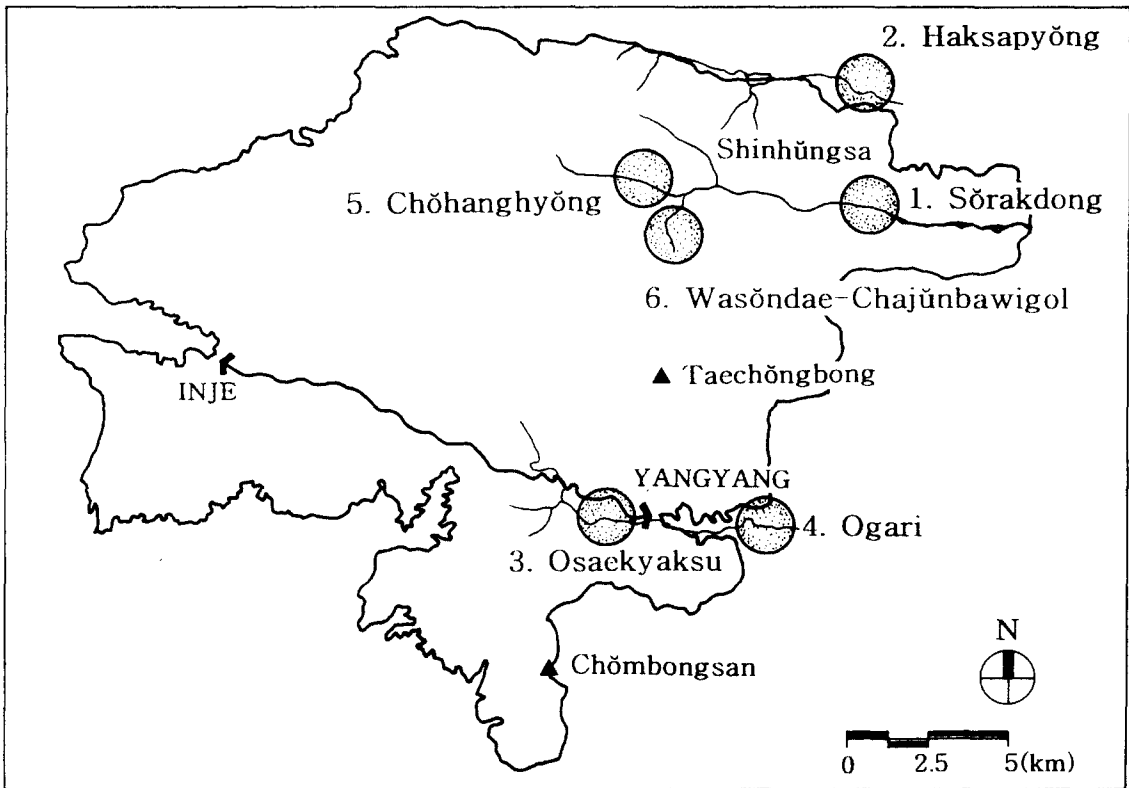 2. Haksapyŏng
Shinhŭngsa
5. Chŏhanghyŏng
1. Sŏrakdong
6. Wasŏndae-Chajŭnbawigol
Taechŏngbong
INJE
YANGYANG
4. Ogari
3. Osaekyaksu
N
Chŏmbongsan
0 2.5 5(km)